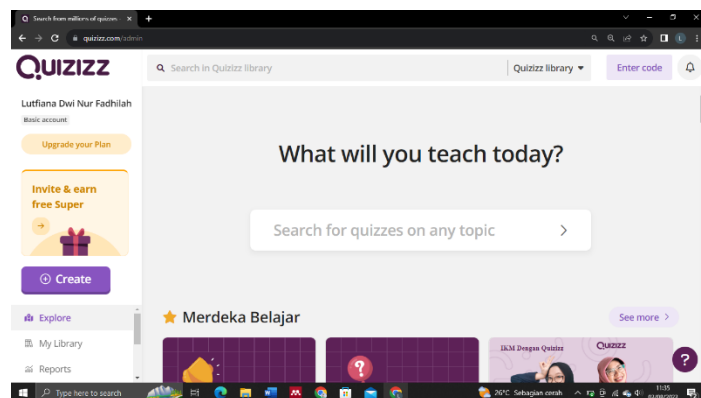 Search from millions of quizzes
quizizz.com/admin
QUIZIZZ
Search in Quizizz library
Quizizz library
Enter code
Lutfiana Dwi Nur Fadhilah
Basic account
Upgrade your Plan
Invite & earn
free Super
Create
Explore
My Library
Reports
What will you teach today?
Search for quizzes on any topic
Merdeka Belajar
See more
IKM Dengan Quizizz
QUIZIZZ
?
Type here to search
26°C Sebagian cerah
11:35
03/08/2023